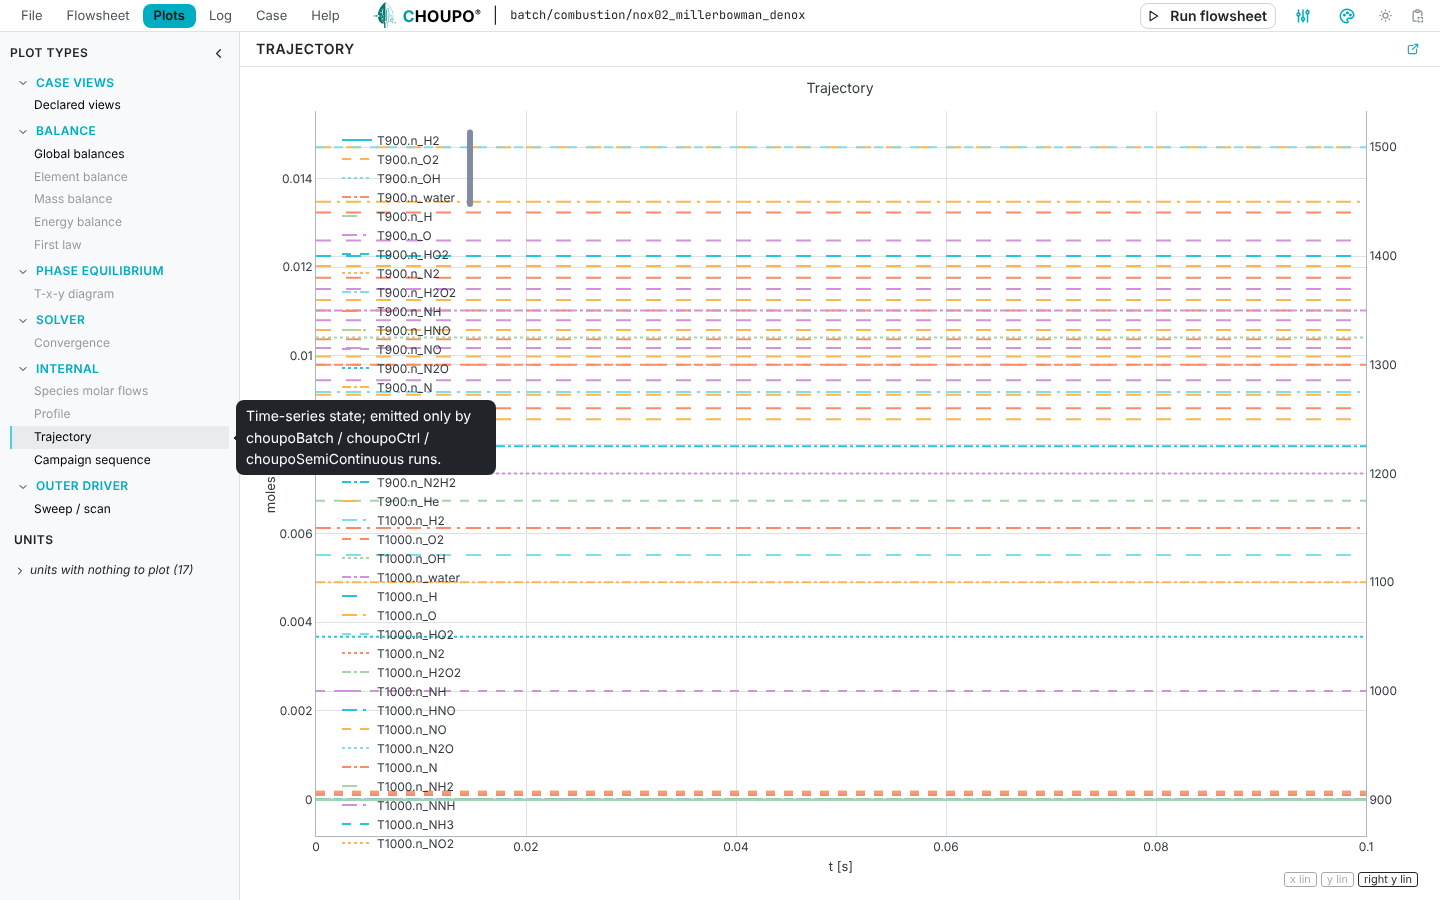 File Flowsheet Plots Log Case Help CHOUPO® batch/combustion/nox02_millerbowman_denox Run flowsheet
PLOT TYPES
CASE VIEWS
Declared views
BALANCE
Global balances
Element balance
Mass balance
Energy balance
First law
PHASE EQUILIBRIUM
T-x-y diagram
SOLVER
Convergence
INTERNAL
Species molar flows
Profile
Trajectory
Campaign sequence
OUTER DRIVER
Sweep / scan
UNITS
units with nothing to plot (17)
TRAJECTORY
Trajectory
Time-series state; emitted only by
choupoBatch / choupoCtrl /
choupoSemiContinuous runs.
T900.n_H2
T900.n_O2
T900.n_OH
T900.n_water
T900.n_H
T900.n_O
T900.n_HO2
T900.n_N2
T900.n_H2O2
T900.n_NH
T900.n_HNO
T900.n_NO
T900.n_N2O
T900.n_N
T900.n_N2H2
T900.n_He
T1000.n_H2
T1000.n_O2
T1000.n_OH
T1000.n_water
T1000.n_H
T1000.n_O
T1000.n_HO2
T1000.n_N2
T1000.n_H2O2
T1000.n_NH
T1000.n_HNO
T1000.n_NO
T1000.n_N2O
T1000.n_N
T1000.n_NH2
T1000.n_NNH
T1000.n_NH3
T1000.n_NO2
0.014
0.012
0.01
0.006
0.004
0.002
0
moles
1500
1400
1300
1200
1100
1000
900
0 0.02 0.04 0.06 0.08 0.1
t [s]
x lin y lin right y lin